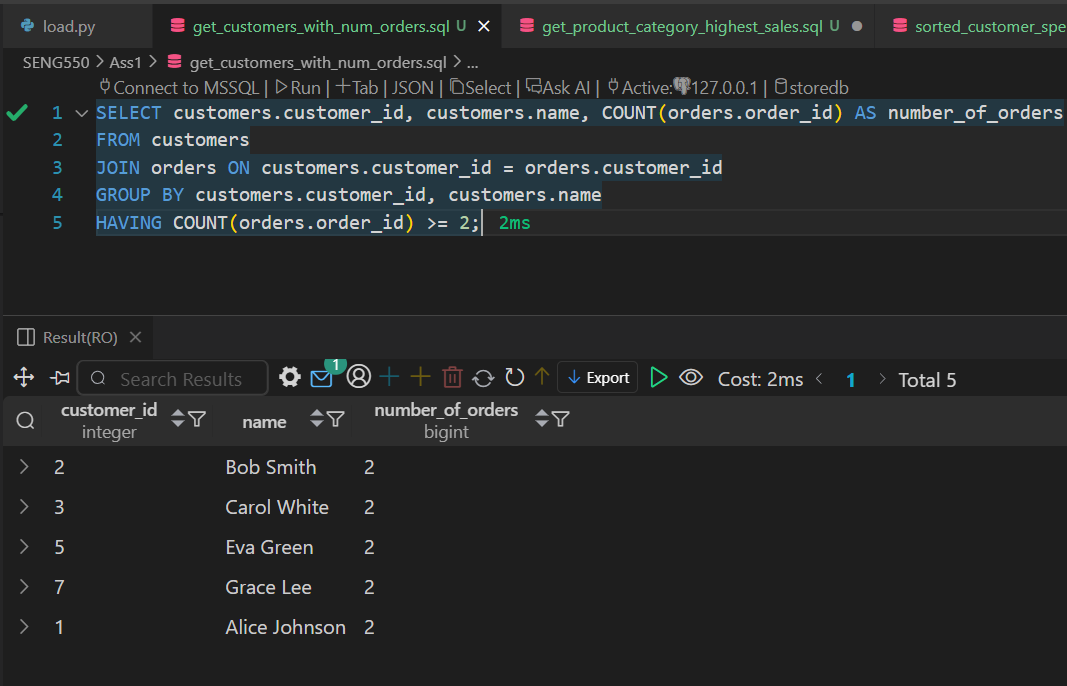 load.py get_customers_with_num_orders.sql U × get_product_category_highest_sales.sql U ● sorted_customer_spe
SENG550 > Ass1 > get_customers_with_num_orders.sql > ...
Connect to MSSQL | Run | Tab | JSON | Select | Ask AI | Active: 127.0.0.1 | storedb
1 SELECT customers.customer_id, customers.name, COUNT(orders.order_id) AS number_of_orders
2 FROM customers
3 JOIN orders ON customers.customer_id = orders.customer_id
4 GROUP BY customers.customer_id, customers.name
5 HAVING COUNT(orders.order_id) >= 2; 2ms
Result(RO) ×
Search Results 1 Export Cost: 2ms < 1 > Total 5
customer_id name number_of_orders
integer bigint
2 Bob Smith 2
3 Carol White 2
5 Eva Green 2
7 Grace Lee 2
1 Alice Johnson 2